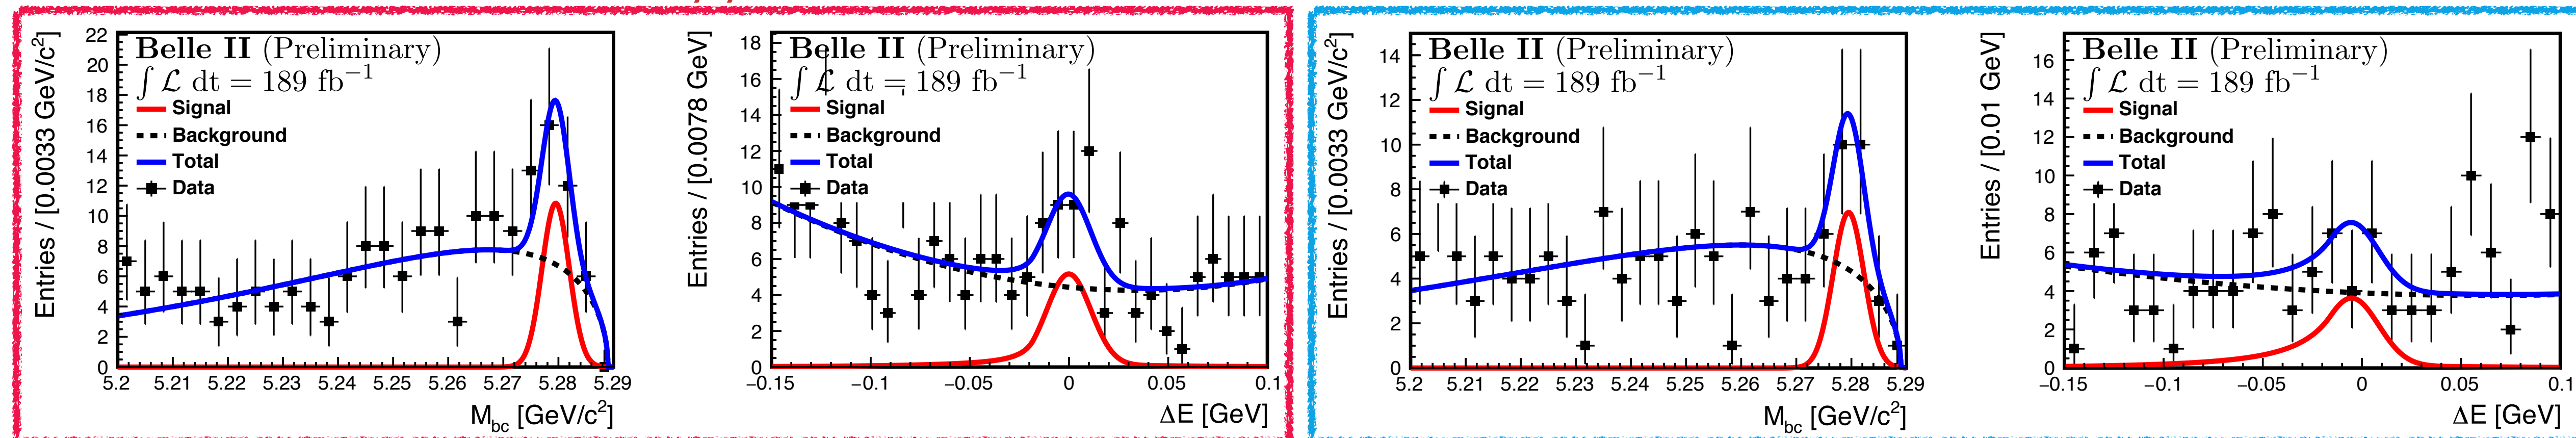 Belle II (Preliminary)
∫ ℒ dt = 189 fb⁻¹
Signal
Background
Total
Data
Entries / [0.0033 GeV/c²]
22
20
18
16
14
12
10
8
6
4
2
0
5.2 5.21 5.22 5.23 5.24 5.25 5.26 5.27 5.28 5.29
M_bc [GeV/c²]
Belle II (Preliminary)
∫ ℒ dt = 189 fb⁻¹
Signal
Background
Total
Data
Entries / [0.0078 GeV]
18
16
14
12
10
8
6
4
2
0
−0.15 −0.1 −0.05 0 0.05 0.1
ΔE [GeV]
Belle II (Preliminary)
∫ ℒ dt = 189 fb⁻¹
Signal
Background
Total
Data
Entries / [0.0033 GeV/c²]
14
12
10
8
6
4
2
0
5.2 5.21 5.22 5.23 5.24 5.25 5.26 5.27 5.28 5.29
M_bc [GeV/c²]
Belle II (Preliminary)
∫ ℒ dt = 189 fb⁻¹
Signal
Background
Total
Data
Entries / [0.01 GeV]
16
14
12
10
8
6
4
2
0
−0.15 −0.1 −0.05 0 0.05 0.1
ΔE [GeV]